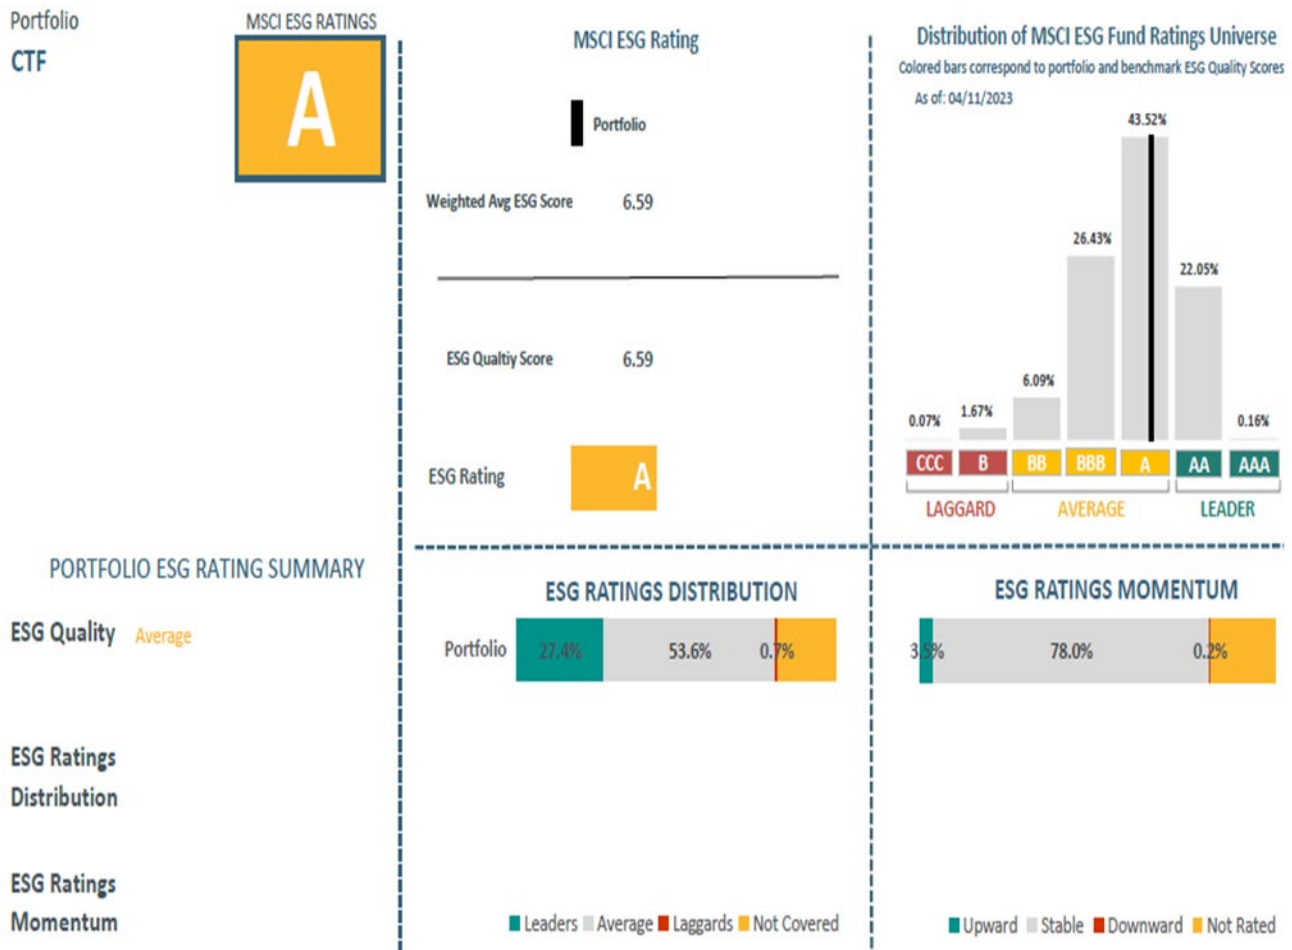 Portfolio
CTF
MSCI ESG RATINGS
A
MSCI ESG Rating
Portfolio
Weighted Avg ESG Score 6.59
ESG Qualtiy Score 6.59
ESG Rating A
Distribution of MSCI ESG Fund Ratings Universe
Colored bars correspond to portfolio and benchmark ESG Quality Scores
As of: 04/11/2023
0.07% 1.67% 6.09% 26.43% 43.52% 22.05% 0.16%
CCC B BB BBB A AA AAA
LAGGARD AVERAGE LEADER
PORTFOLIO ESG RATING SUMMARY
ESG Quality Average
ESG Ratings
Distribution
ESG Ratings
Momentum
ESG RATINGS DISTRIBUTION
Portfolio 27.4% 53.6% 0.7%
Leaders Average Laggards Not Covered
ESG RATINGS MOMENTUM
3.5% 78.0% 0.2%
Upward Stable Downward Not Rated